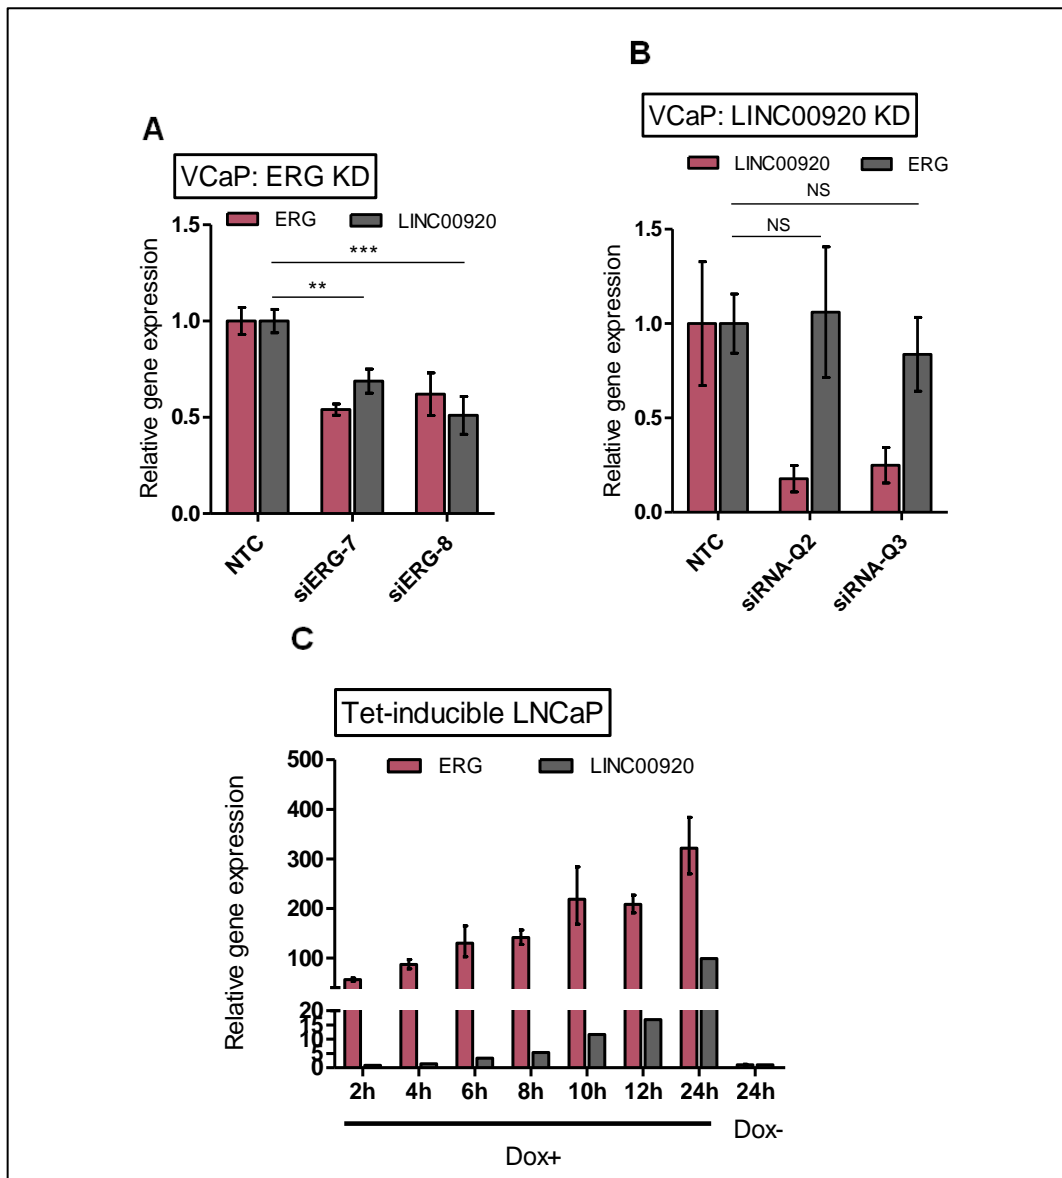 A
VCaP: ERG KD
ERG LINC00920
***
**
Relative gene expression
1.5
1.0
0.5
0.0
NTC siERG-7 siERG-8
B
VCaP: LINC00920 KD
LINC00920 ERG
NS
NS
Relative gene expression
1.5
1.0
0.5
0.0
NTC siRNA-Q2 siRNA-Q3
C
Tet-inducible LNCaP
ERG LINC00920
Relative gene expression
500
400
300
200
100
20
15
10
5
0
2h 4h 6h 8h 10h 12h 24h 24h
Dox+ Dox-